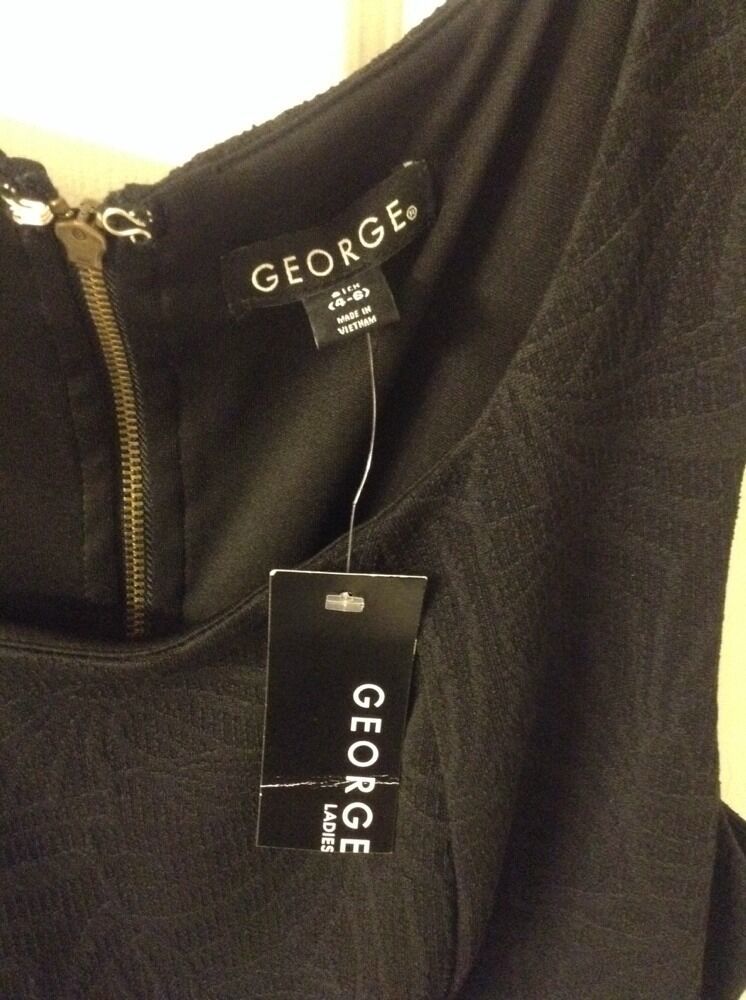 GEORGE®
(4-6)
MADE IN
VIETNAM
GEORGE
LADIES